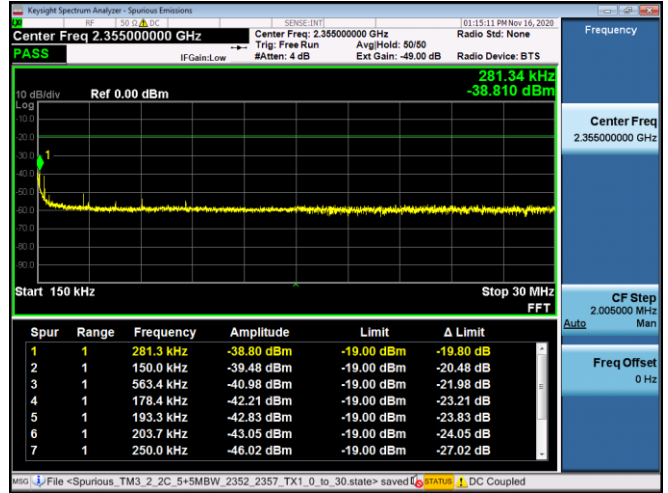 Keysight Spectrum Analyzer - Spurious Emissions
RF 50 Ω DC SENSE:INT 01:15:11 PM Nov 16, 2020
Center Freq 2.355000000 GHz Center Freq: 2.355000000 GHz Radio Std: None
Trig: Free Run Avg|Hold: 50/50
PASS IFGain:Low #Atten: 4 dB Ext Gain: -49.00 dB Radio Device: BTS
281.34 kHz
10 dB/div Ref 0.00 dBm -38.810 dBm
Log
-10.0
-20.0
-30.0
1
-40.0
-50.0
-60.0
-70.0
-80.0
-90.0
Start 150 kHz Stop 30 MHz
FFT
Spur Range Frequency Amplitude Limit Δ Limit
1 1 281.3 kHz -38.80 dBm -19.00 dBm -19.80 dB
2 1 150.0 kHz -39.48 dBm -19.00 dBm -20.48 dB
3 1 563.4 kHz -40.98 dBm -19.00 dBm -21.98 dB
4 1 178.4 kHz -42.21 dBm -19.00 dBm -23.21 dB
5 1 193.3 kHz -42.83 dBm -19.00 dBm -23.83 dB
6 1 203.7 kHz -43.05 dBm -19.00 dBm -24.05 dB
7 1 250.0 kHz -46.02 dBm -19.00 dBm -27.02 dB
MSG File <Spurious_TM3_2_2C_5+5MBW_2352_2357_TX1_0_to_30.state> saved STATUS DC Coupled
Frequency
Center Freq
2.355000000 GHz
CF Step
2.005000 MHz
Auto Man
Freq Offset
0 Hz